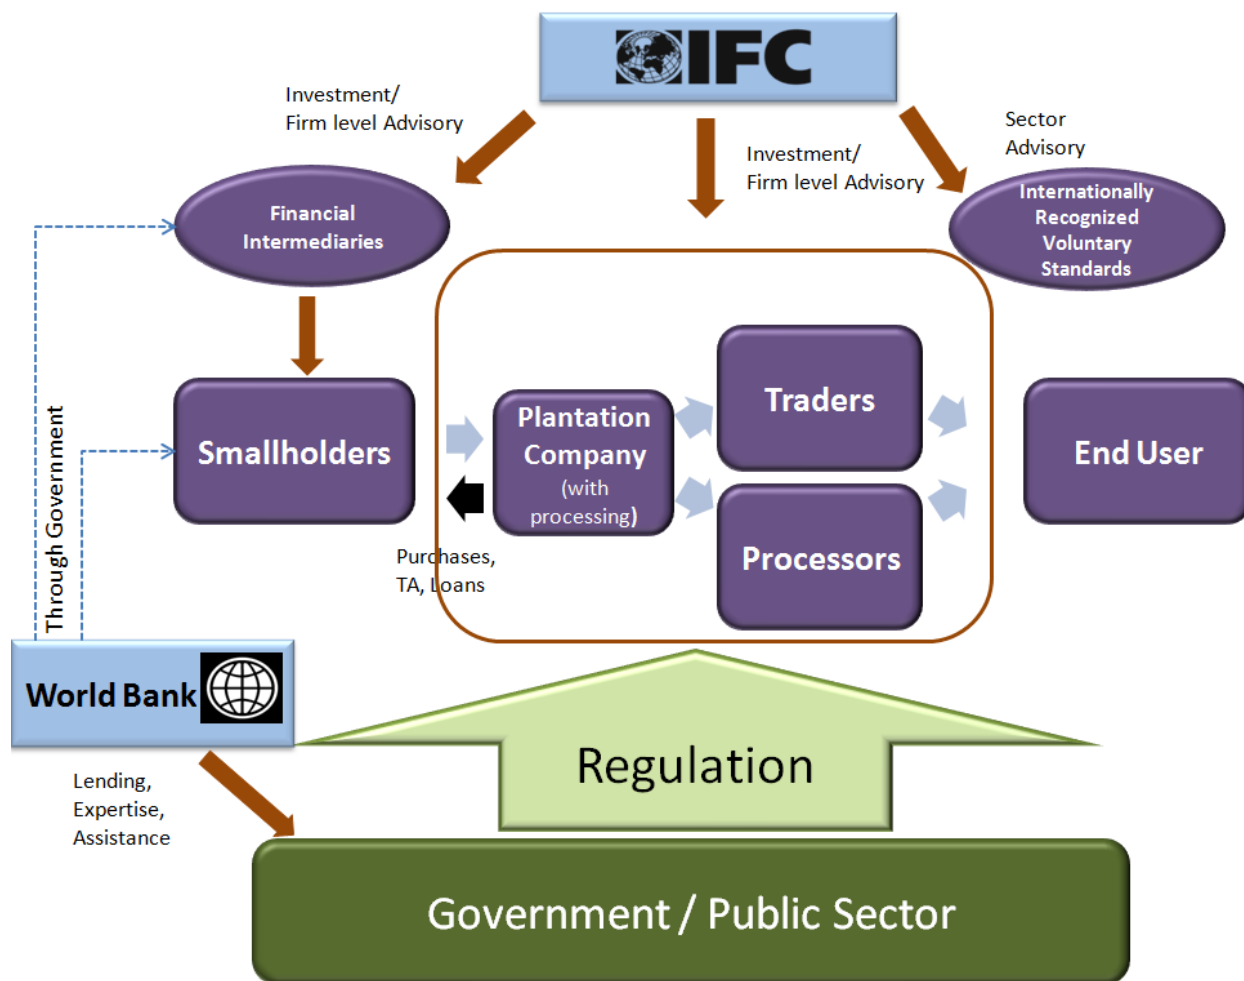 IFC
Investment/
Firm level Advisory
Sector
Advisory
Investment/
Firm level Advisory
Financial
Intermediaries
Internationally
Recognized
Voluntary
Standards
Smallholders
Plantation
Company
(with
processing)
Traders
Processors
End User
Purchases,
TA, Loans
Through Government
World Bank
Lending,
Expertise,
Assistance
Regulation
Government / Public Sector